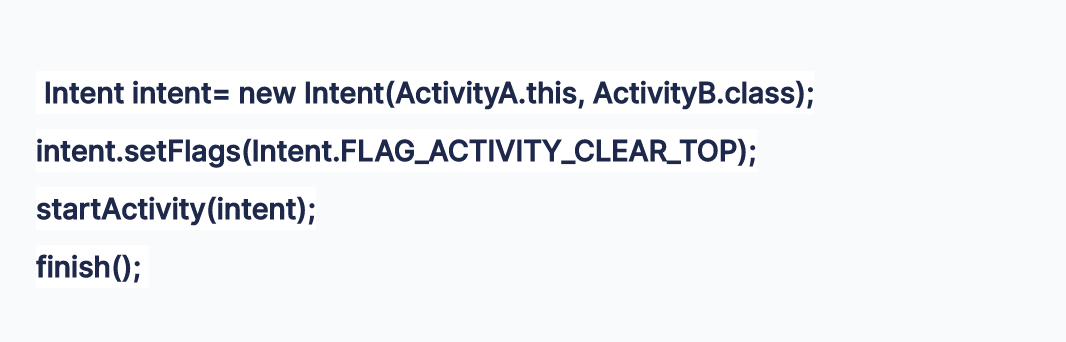 Intent intent= new Intent(ActivityA.this, ActivityB.class);
intent.setFlags(Intent.FLAG_ACTIVITY_CLEAR_TOP);
startActivity(intent);
finish();